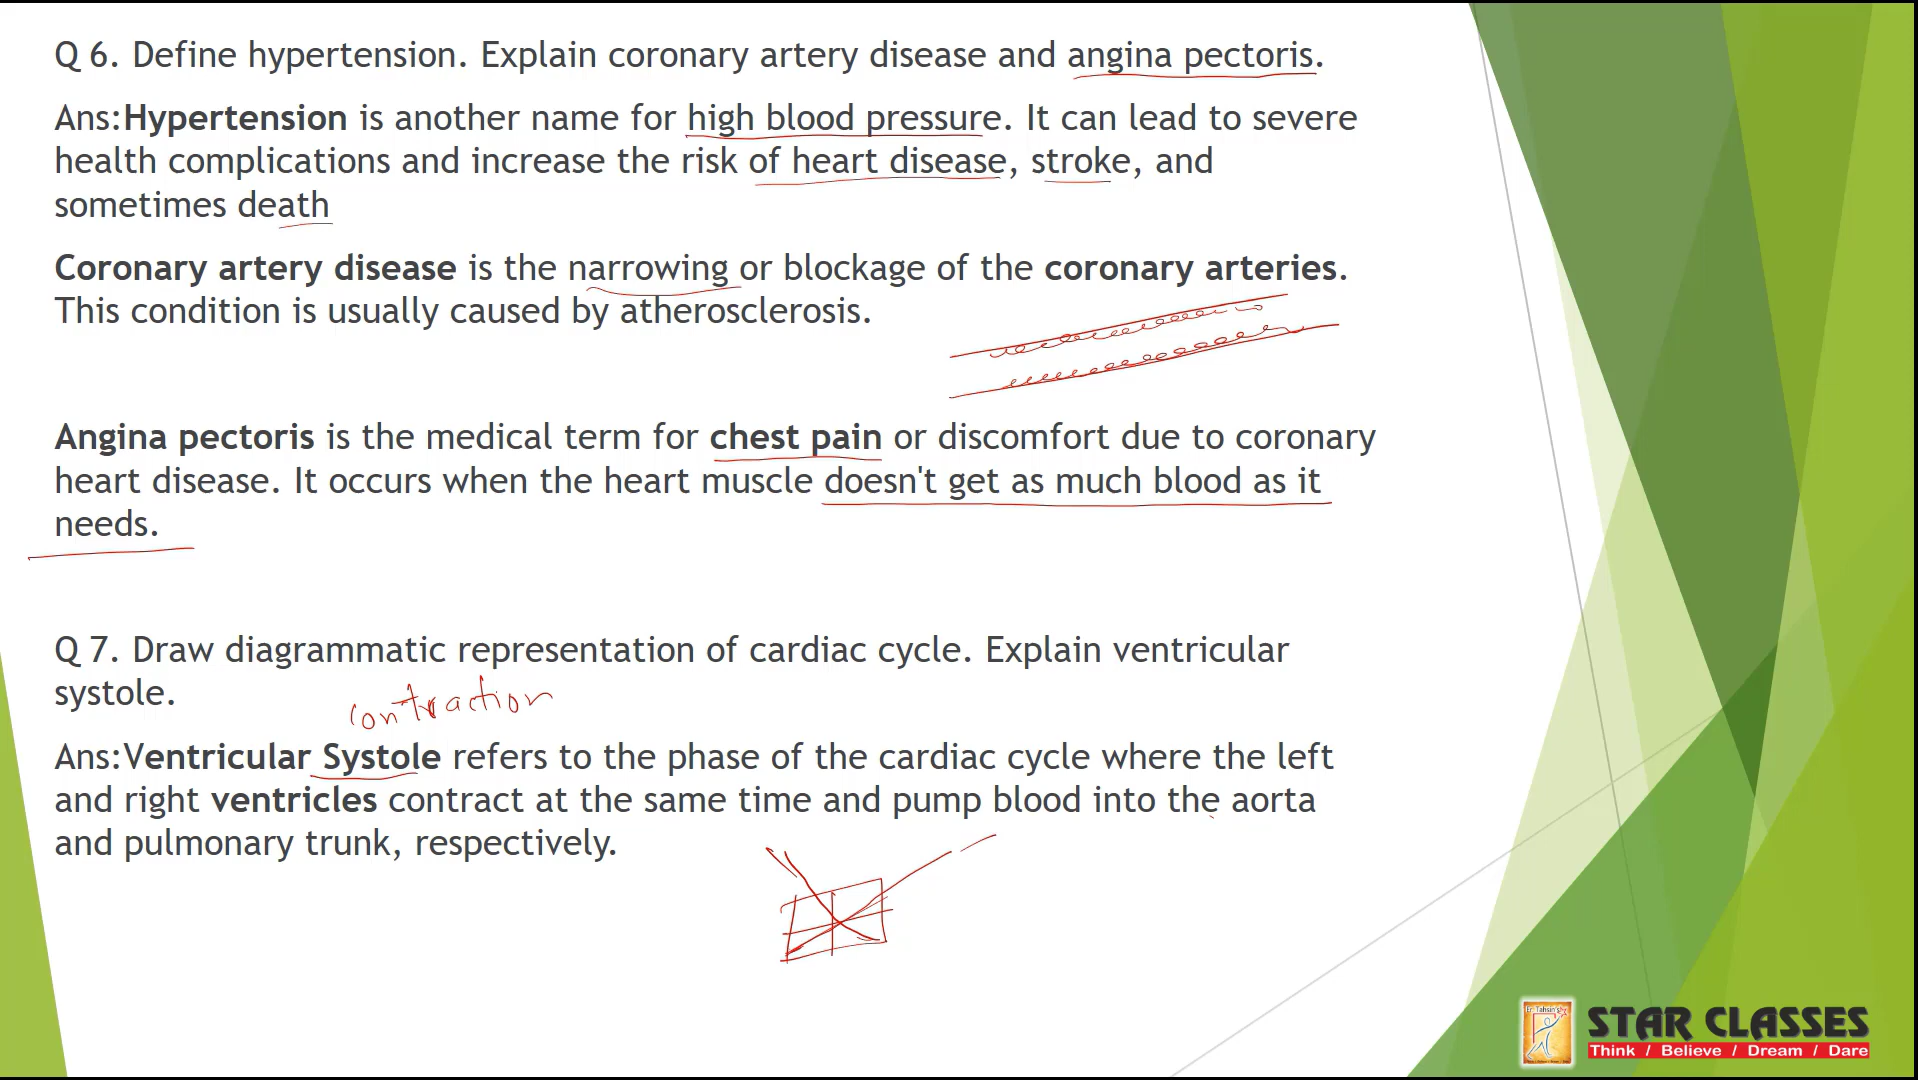 Q 6. Define hypertension. Explain coronary artery disease and angina pectoris.
Ans:Hypertension is another name for high blood pressure. It can lead to severe
health complications and increase the risk of heart disease, stroke, and
sometimes death
Coronary artery disease is the narrowing or blockage of the coronary arteries.
This condition is usually caused by atherosclerosis.
Angina pectoris is the medical term for chest pain or discomfort due to coronary
heart disease. It occurs when the heart muscle doesn't get as much blood as it
needs.
Q 7. Draw diagrammatic representation of cardiac cycle. Explain ventricular
systole.
contraction
Ans:Ventricular Systole refers to the phase of the cardiac cycle where the left
and right ventricles contract at the same time and pump blood into the aorta
and pulmonary trunk, respectively.
Er. Tahsin's
STAR CLASSES
Think / Believe / Dream / Dare